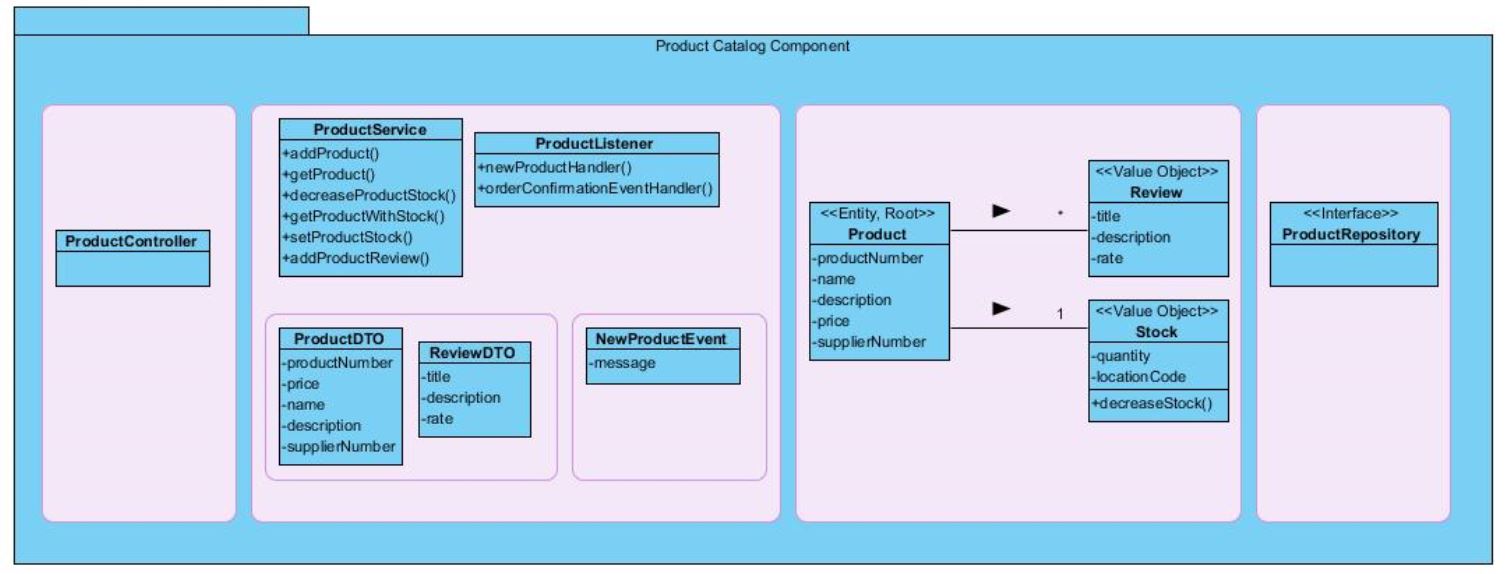 Product Catalog Component
ProductController
ProductService
+addProduct()
+getProduct()
+decreaseProductStock()
+getProductWithStock()
+setProductStock()
+addProductReview()
ProductListener
+newProductHandler()
+orderConfirmationEventHandler()
ProductDTO
-productNumber
-price
-name
-description
-supplierNumber
ReviewDTO
-title
-description
-rate
NewProductEvent
-message
<<Entity, Root>>
Product
-productNumber
-name
-description
-price
-supplierNumber
*
1
<<Value Object>>
Review
-title
-description
-rate
<<Value Object>>
Stock
-quantity
-locationCode
+decreaseStock()
<<Interface>>
ProductRepository